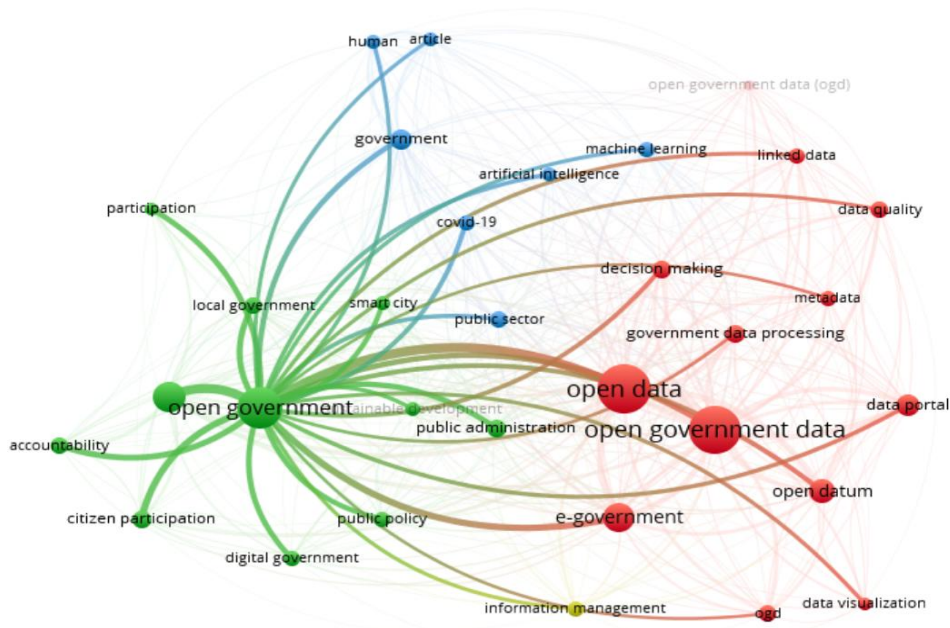 human
article
open government data (ogd)
government
machine learning
linked data
artificial intelligence
participation
data quality
covid-19
decision making
metadata
local government
smart city
public sector
government data processing
open data
open government
sustainable development
data portal
public administration
open government data
accountability
open datum
citizen participation
public policy
e-government
digital government
information management
ogd
data visualization